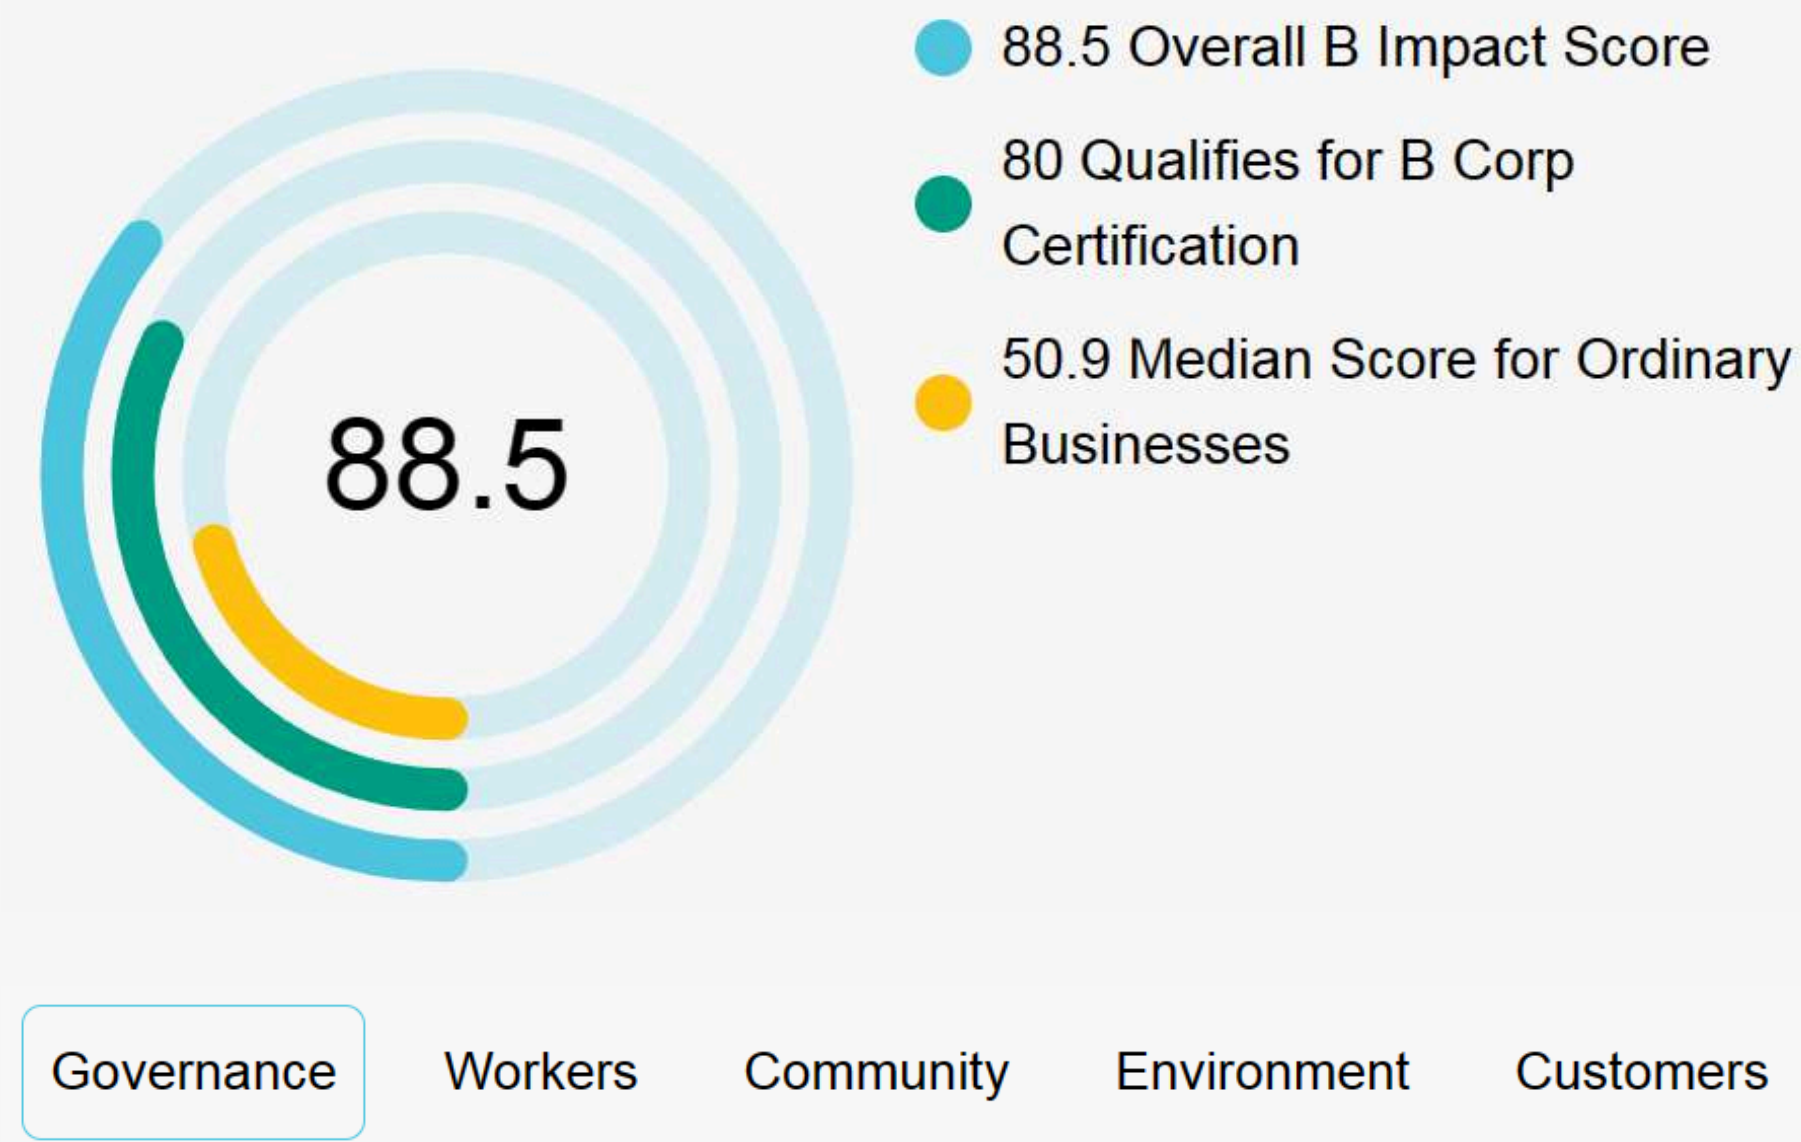 88.5 Overall B Impact Score
80 Qualifies for B Corp
Certification
50.9 Median Score for Ordinary
Businesses
88.5
Governance
Workers
Community
Environment
Customers